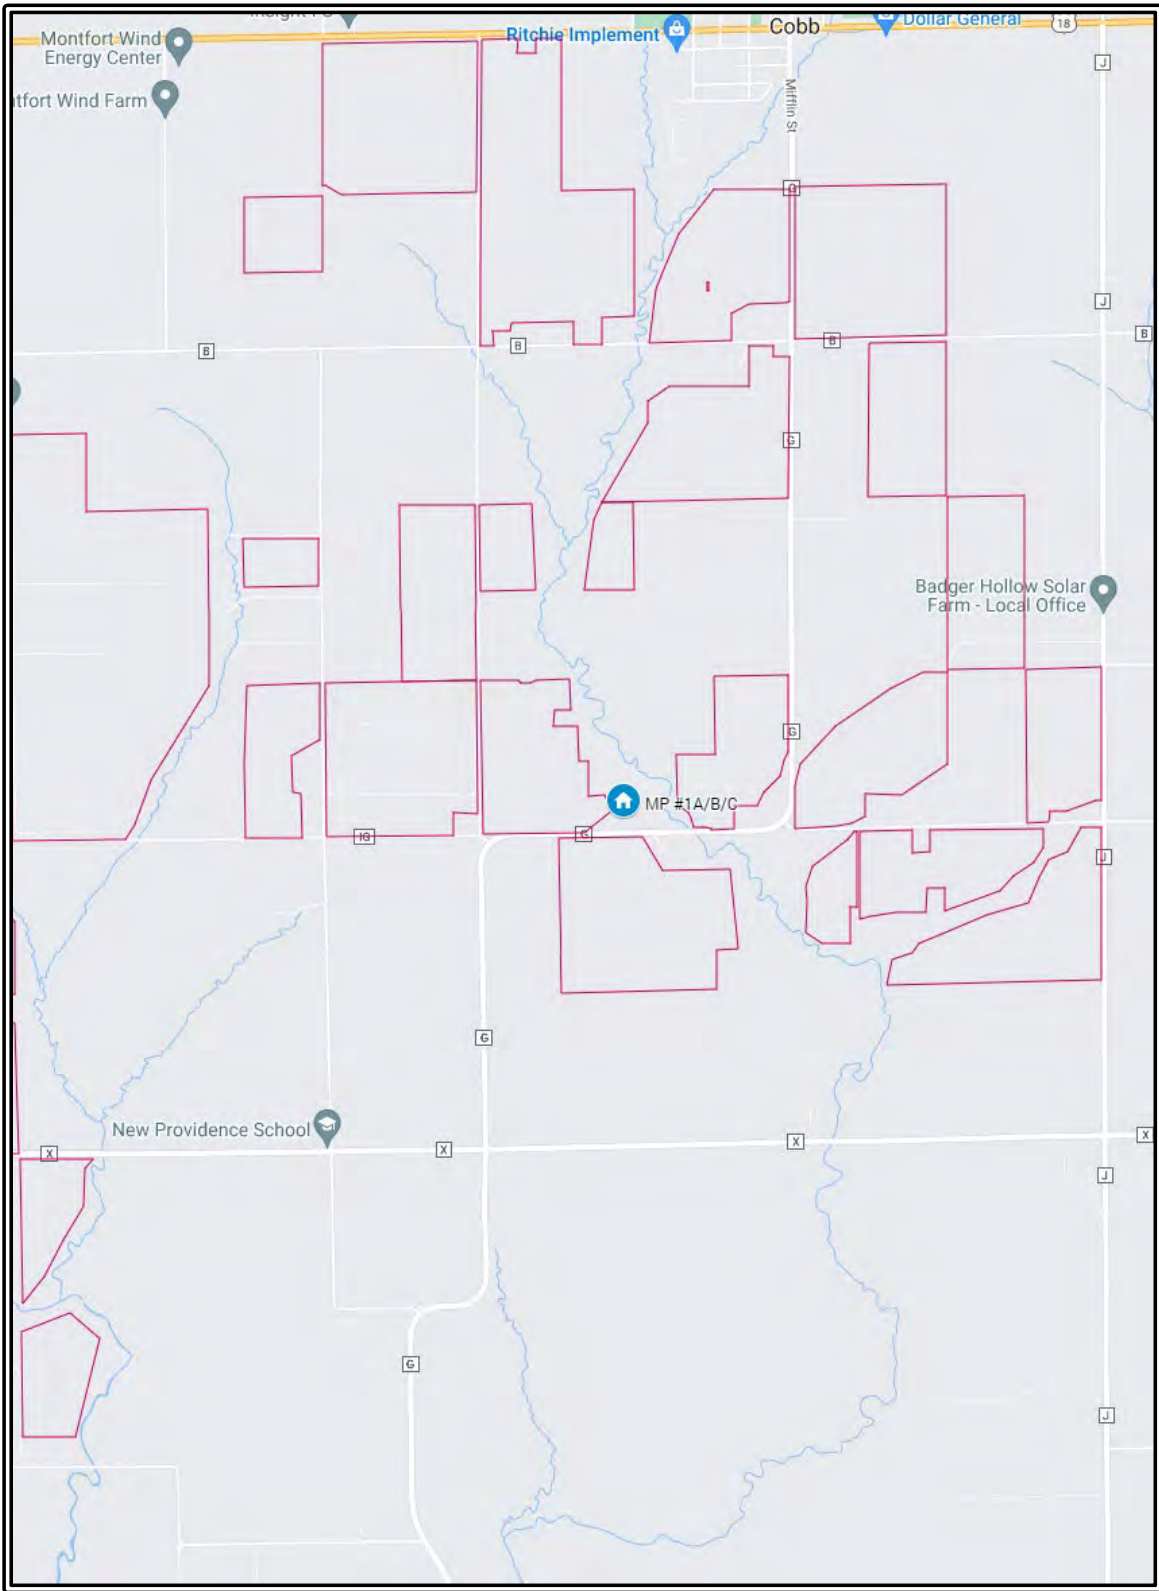 Cobb
Dollar General
18
Montfort Wind
Energy Center
Ritchie Implement
J
tfort Wind Farm
Mifflin St
G
J
B
B
B
B
G
Badger Hollow Solar
Farm - Local Office
G
MP #1A/B/C
IG
G
J
G
New Providence School
X
X
X
X
J
G
J